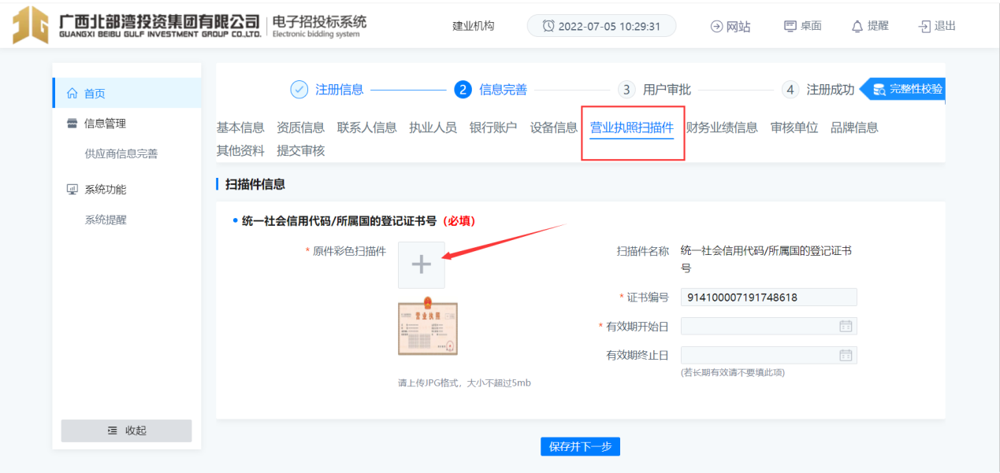 广西北部湾投资集团有限公司
GUANGXI BEIBU GULF INVESTMENT GROUP CO.,LTD.
电子招投标系统
Electronic bidding system
建业机构
2022-07-05 10:29:31
网站
桌面
提醒
退出
首页
信息管理
供应商信息完善
系统功能
系统提醒
收起
注册信息
2 信息完善
3 用户审批
4 注册成功
完整性校验
基本信息 资质信息 联系人信息 执业人员 银行账户 设备信息 营业执照扫描件 财务业绩信息 审核单位 品牌信息
其他资料 提交审核
扫描件信息
统一社会信用代码/所属国的登记证书号（必填）
* 原件彩色扫描件
营业执照
请上传JPG格式，大小不超过5mb
扫描件名称 统一社会信用代码/所属国的登记证书
号
* 证书编号 914100007191748618
* 有效期开始日
有效期终止日
(若长期有效请不要填此项)
保存并下一步